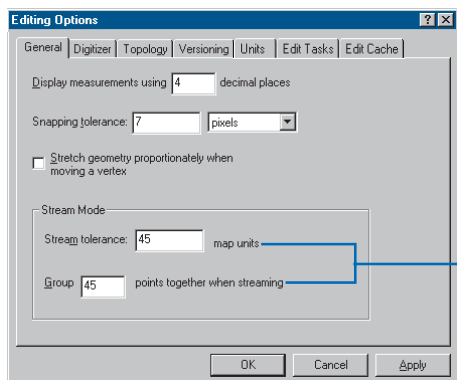 Editing Options
General Digitizer Topology Versioning Units Edit Tasks Edit Cache
Display measurements using 4 decimal places
Snapping tolerance: 7 pixels
Stretch geometry proportionately when
moving a vertex
Stream Mode
Stream tolerance: 45 map units
Group 45 points together when streaming
OK Cancel Apply